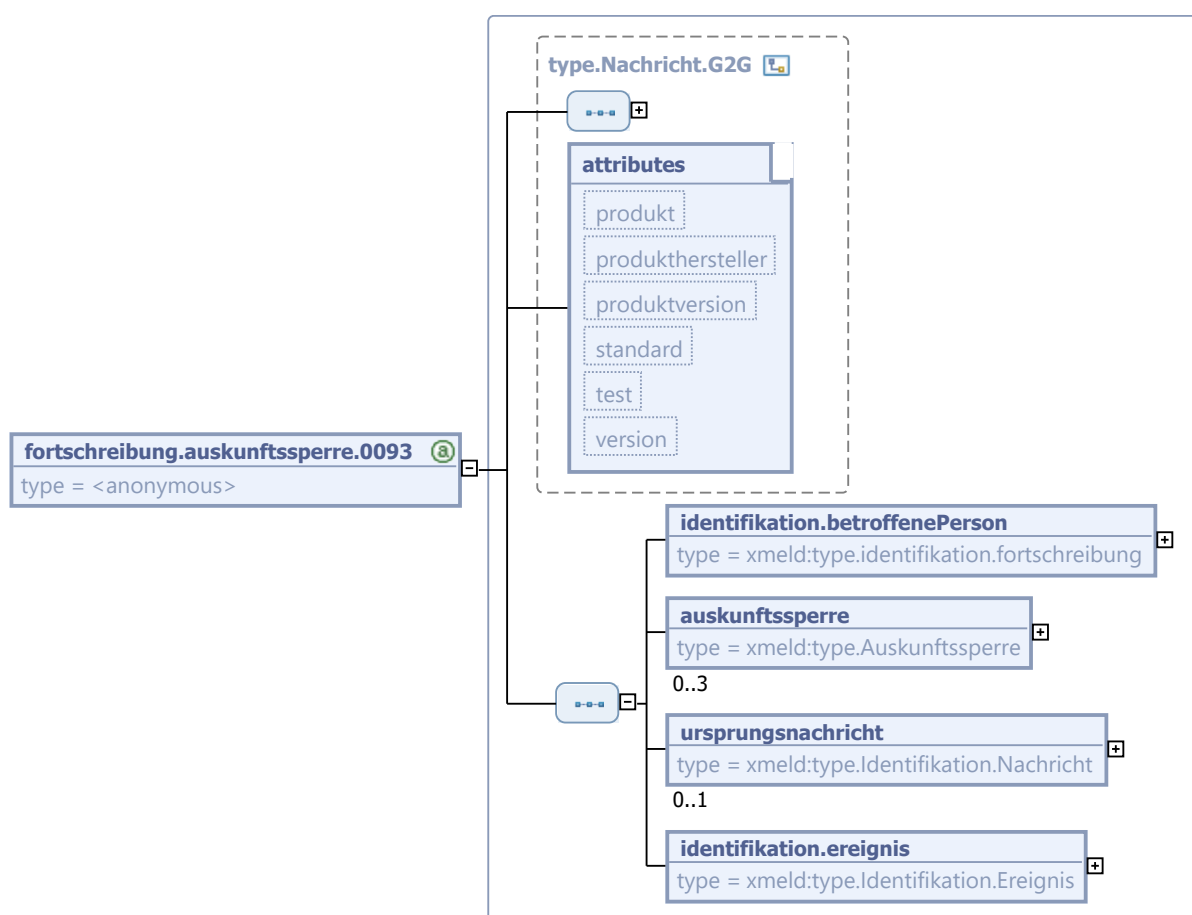 type.Nachricht.G2G
attributes
produkt
produkthersteller
produktversion
standard
test
version
fortschreibung.auskunftssperre.0093
type = <anonymous>
identifikation.betroffenePerson
type = xmeld:type.identifikation.fortschreibung
auskunftssperre
type = xmeld:type.Auskunftssperre
0..3
ursprungsnachricht
type = xmeld:type.Identifikation.Nachricht
0..1
identifikation.ereignis
type = xmeld:type.Identifikation.Ereignis